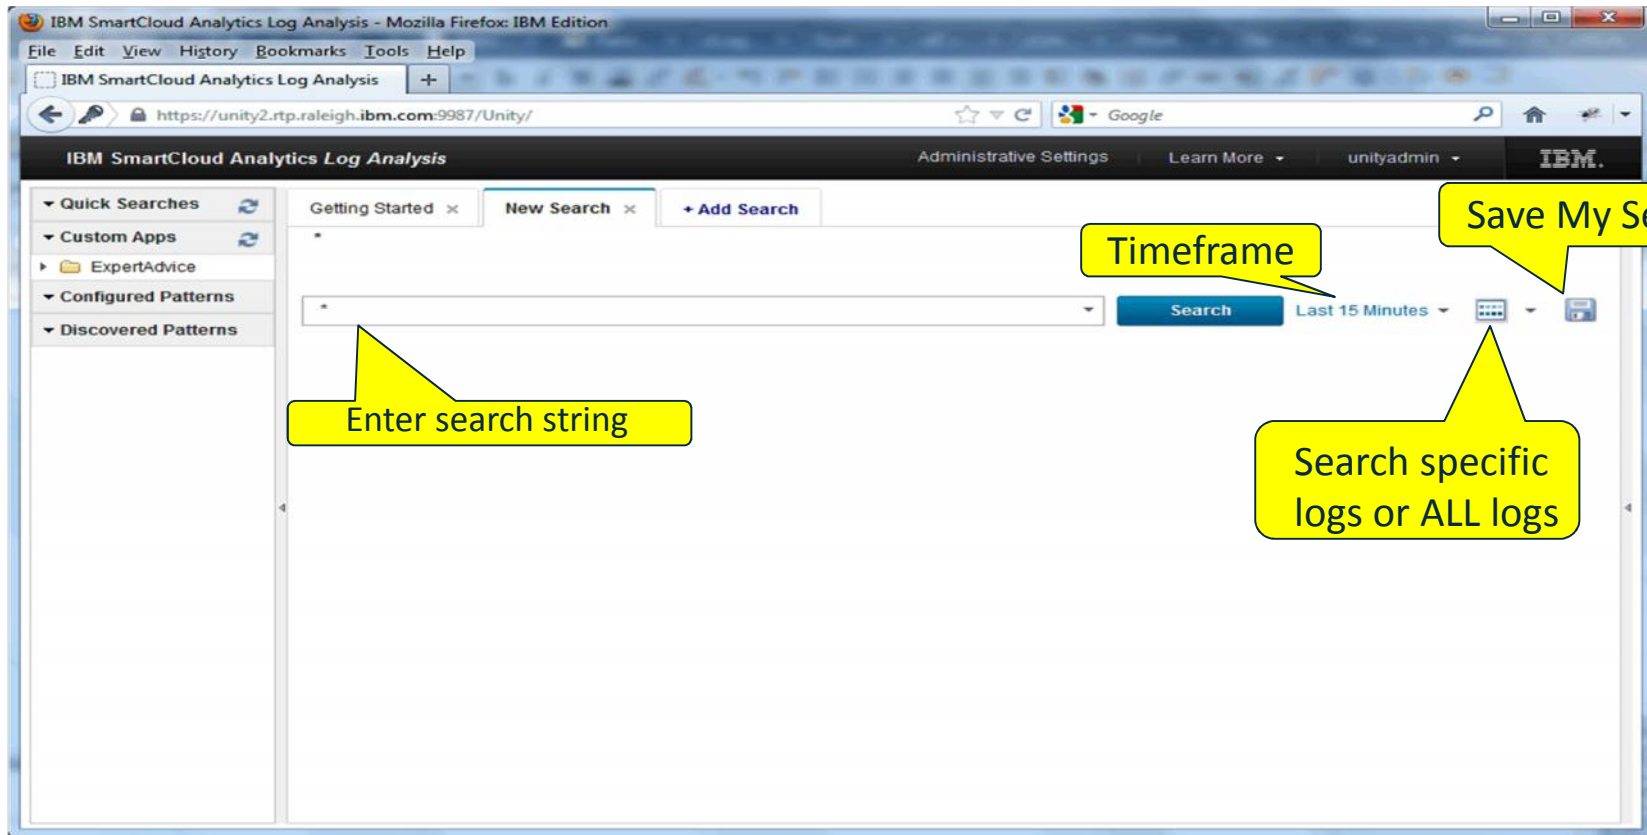 IBM SmartCloud Analytics Log Analysis - Mozilla Firefox: IBM Edition
File Edit View History Bookmarks Tools Help
IBM SmartCloud Analytics Log Analysis +
https://unity2.rtp.raleigh.ibm.com:9987/Unity/ Google
IBM SmartCloud Analytics Log Analysis Administrative Settings Learn More unityadmin IBM.
Quick Searches
Getting Started × New Search × + Add Search
Save My Se
Custom Apps
*
Timeframe
ExpertAdvice
Configured Patterns
* Search Last 15 Minutes
Discovered Patterns
Enter search string
Search specific
logs or ALL logs